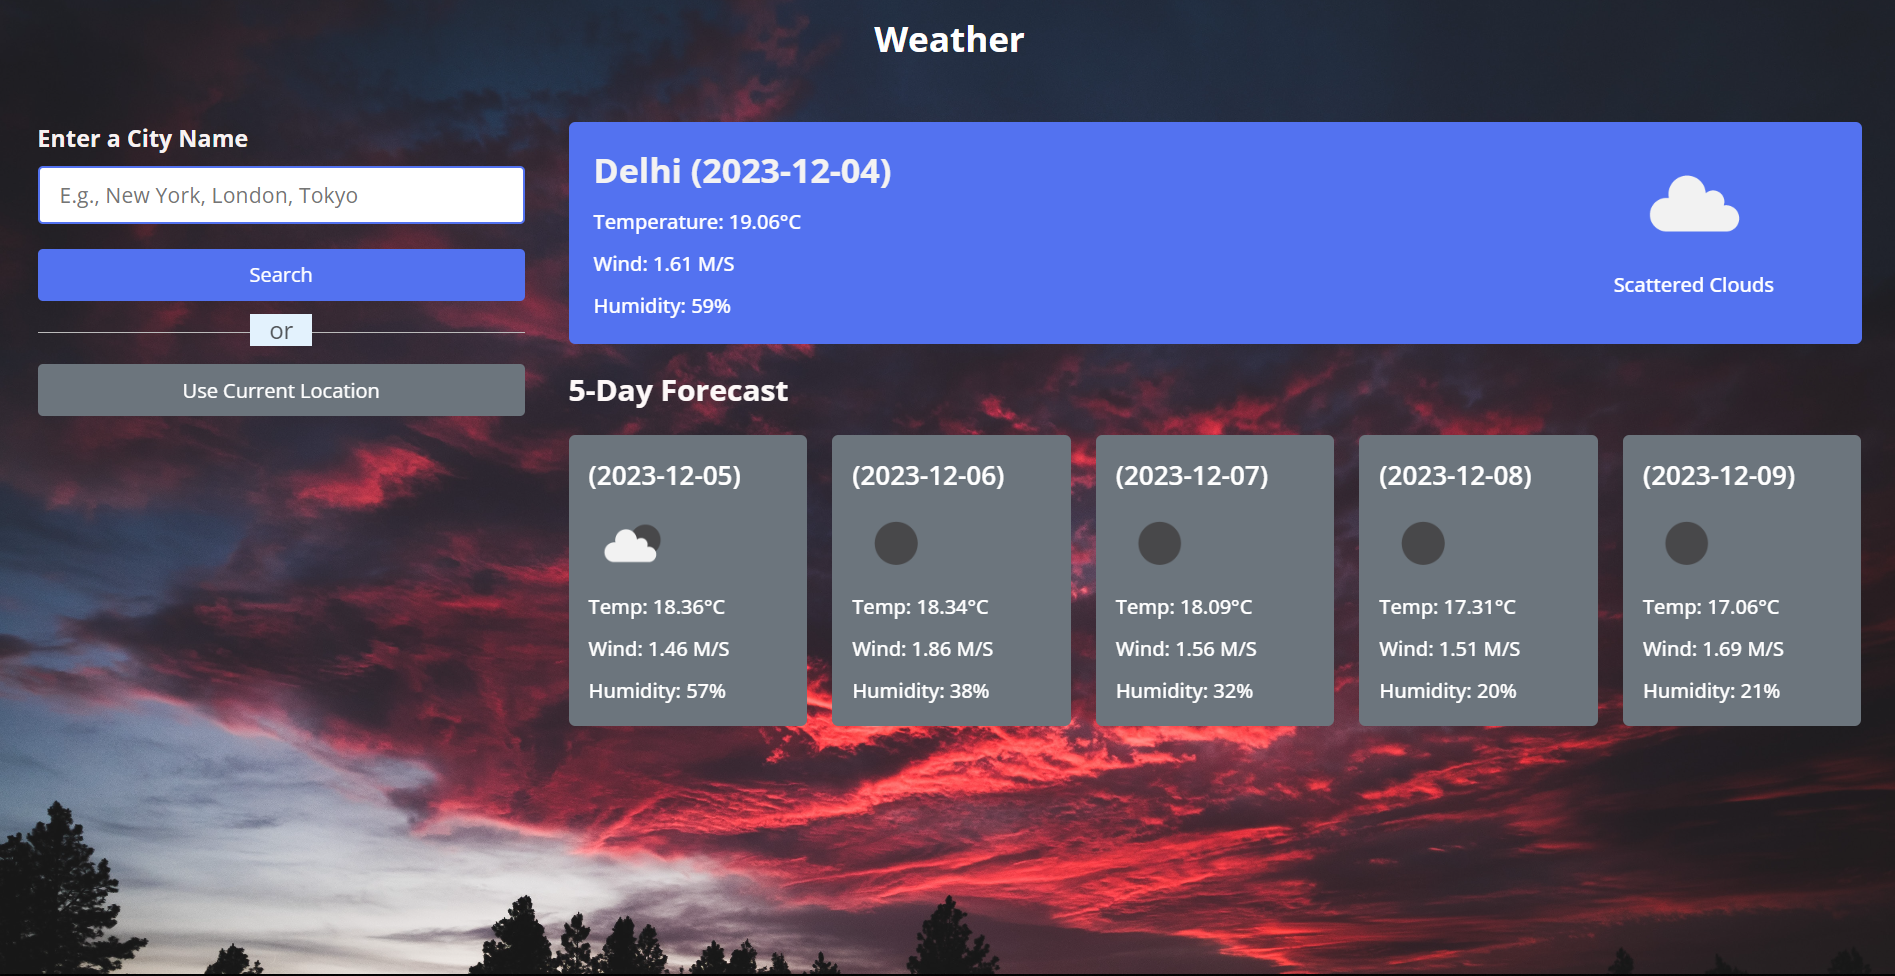 Weather
Enter a City Name
E.g., New York, London, Tokyo
Search
or
Use Current Location
Delhi (2023-12-04)
Temperature: 19.06°C
Wind: 1.61 M/S
Humidity: 59%
Scattered Clouds
5-Day Forecast
(2023-12-05)
Temp: 18.36°C
Wind: 1.46 M/S
Humidity: 57%
(2023-12-06)
Temp: 18.34°C
Wind: 1.86 M/S
Humidity: 38%
(2023-12-07)
Temp: 18.09°C
Wind: 1.56 M/S
Humidity: 32%
(2023-12-08)
Temp: 17.31°C
Wind: 1.51 M/S
Humidity: 20%
(2023-12-09)
Temp: 17.06°C
Wind: 1.69 M/S
Humidity: 21%